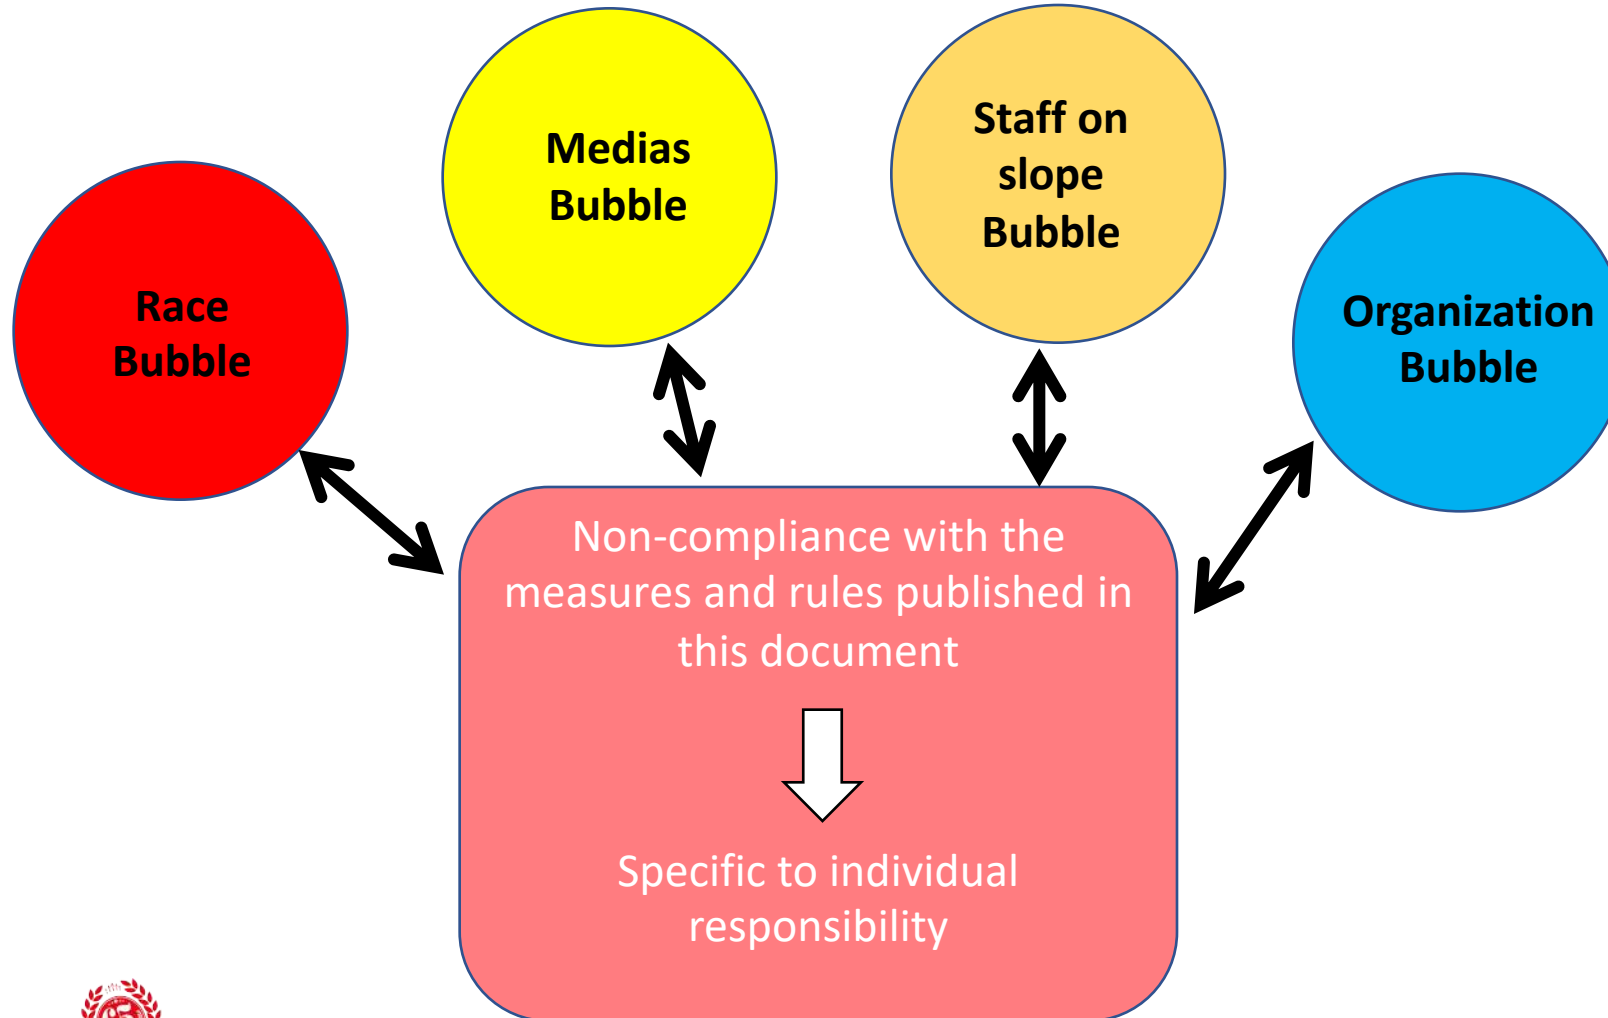 Race
Bubble
Medias
Bubble
Staff on
slope
Bubble
Organization
Bubble
Non-compliance with the
measures and rules published in
this document
Specific to individual
responsibility